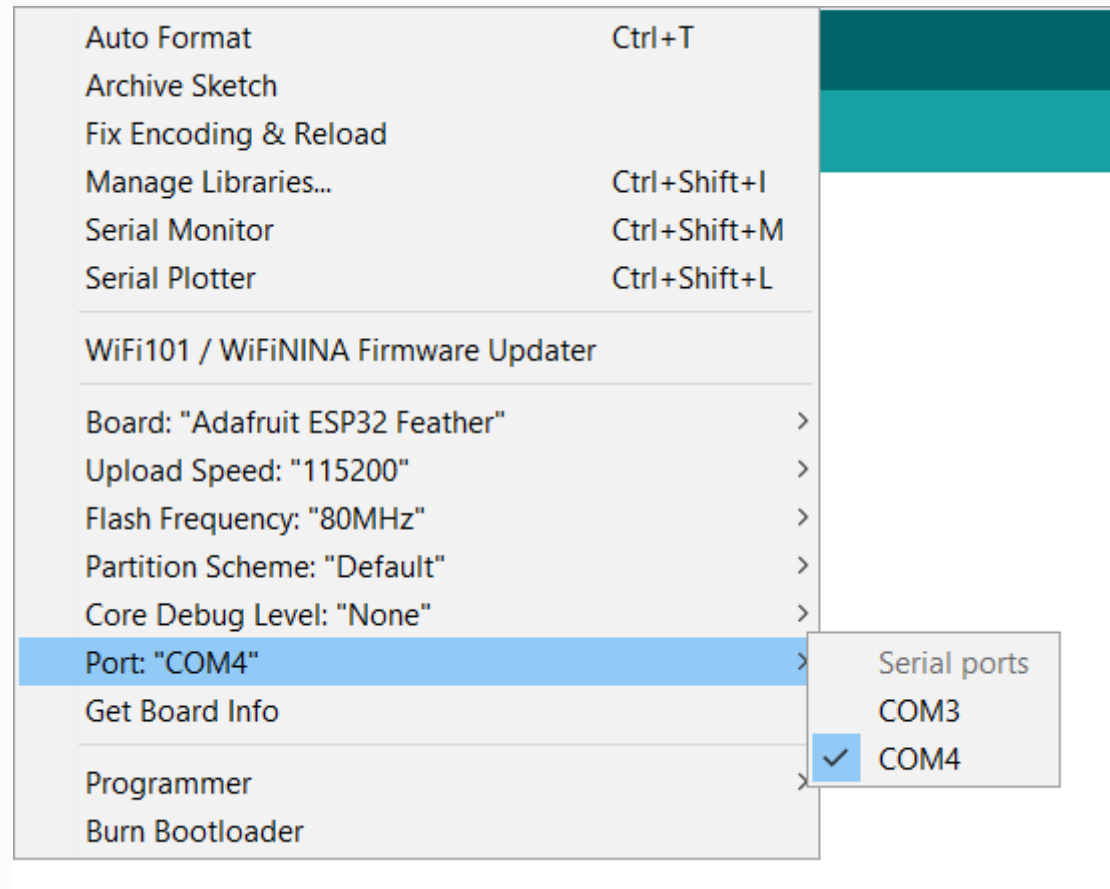 Auto Format Ctrl+T
Archive Sketch
Fix Encoding & Reload
Manage Libraries... Ctrl+Shift+I
Serial Monitor Ctrl+Shift+M
Serial Plotter Ctrl+Shift+L
WiFi101 / WiFiNINA Firmware Updater
Board: "Adafruit ESP32 Feather"
Upload Speed: "115200"
Flash Frequency: "80MHz"
Partition Scheme: "Default"
Core Debug Level: "None"
Port: "COM4"
Get Board Info
Programmer
Burn Bootloader
Serial ports
COM3
COM4